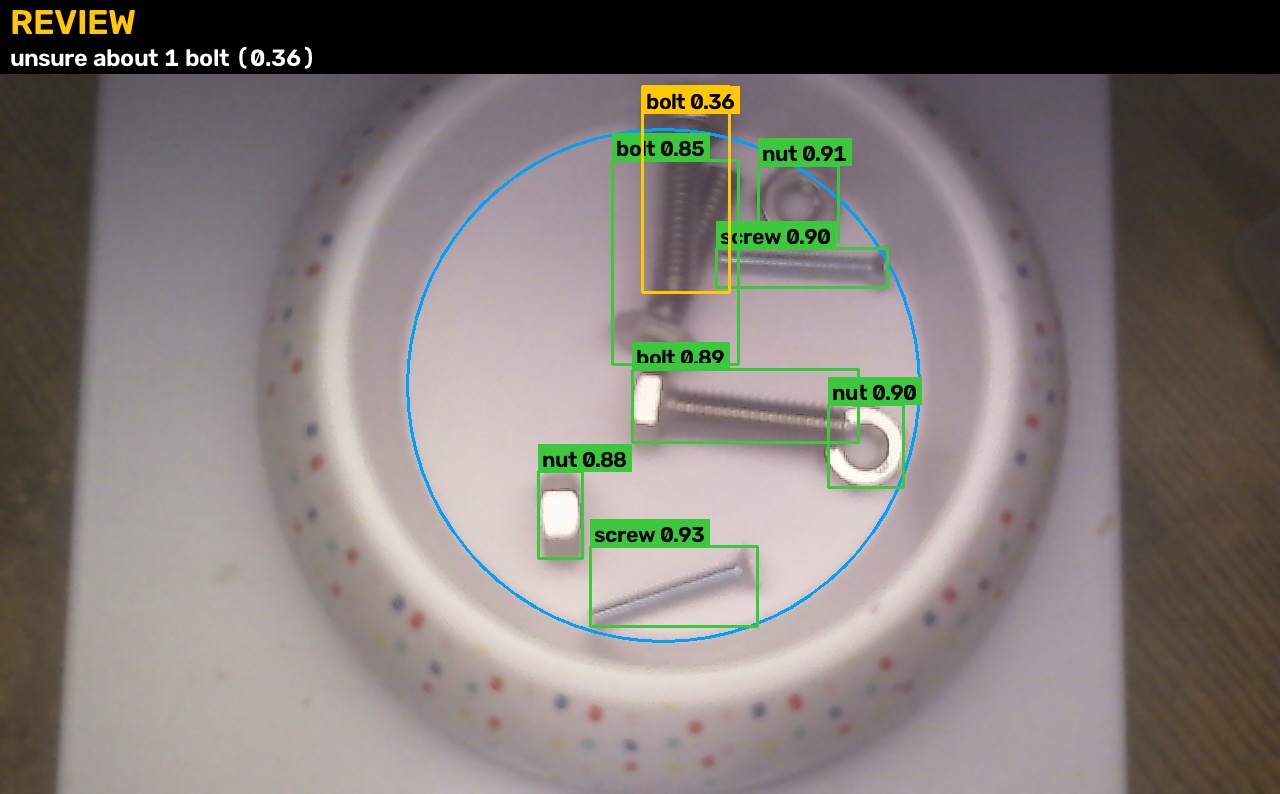 REVIEW
unsure about 1 bolt (0.36)
bolt 0.36
bolt 0.85
nut 0.91
screw 0.90
bolt 0.89
nut 0.90
nut 0.88
screw 0.93